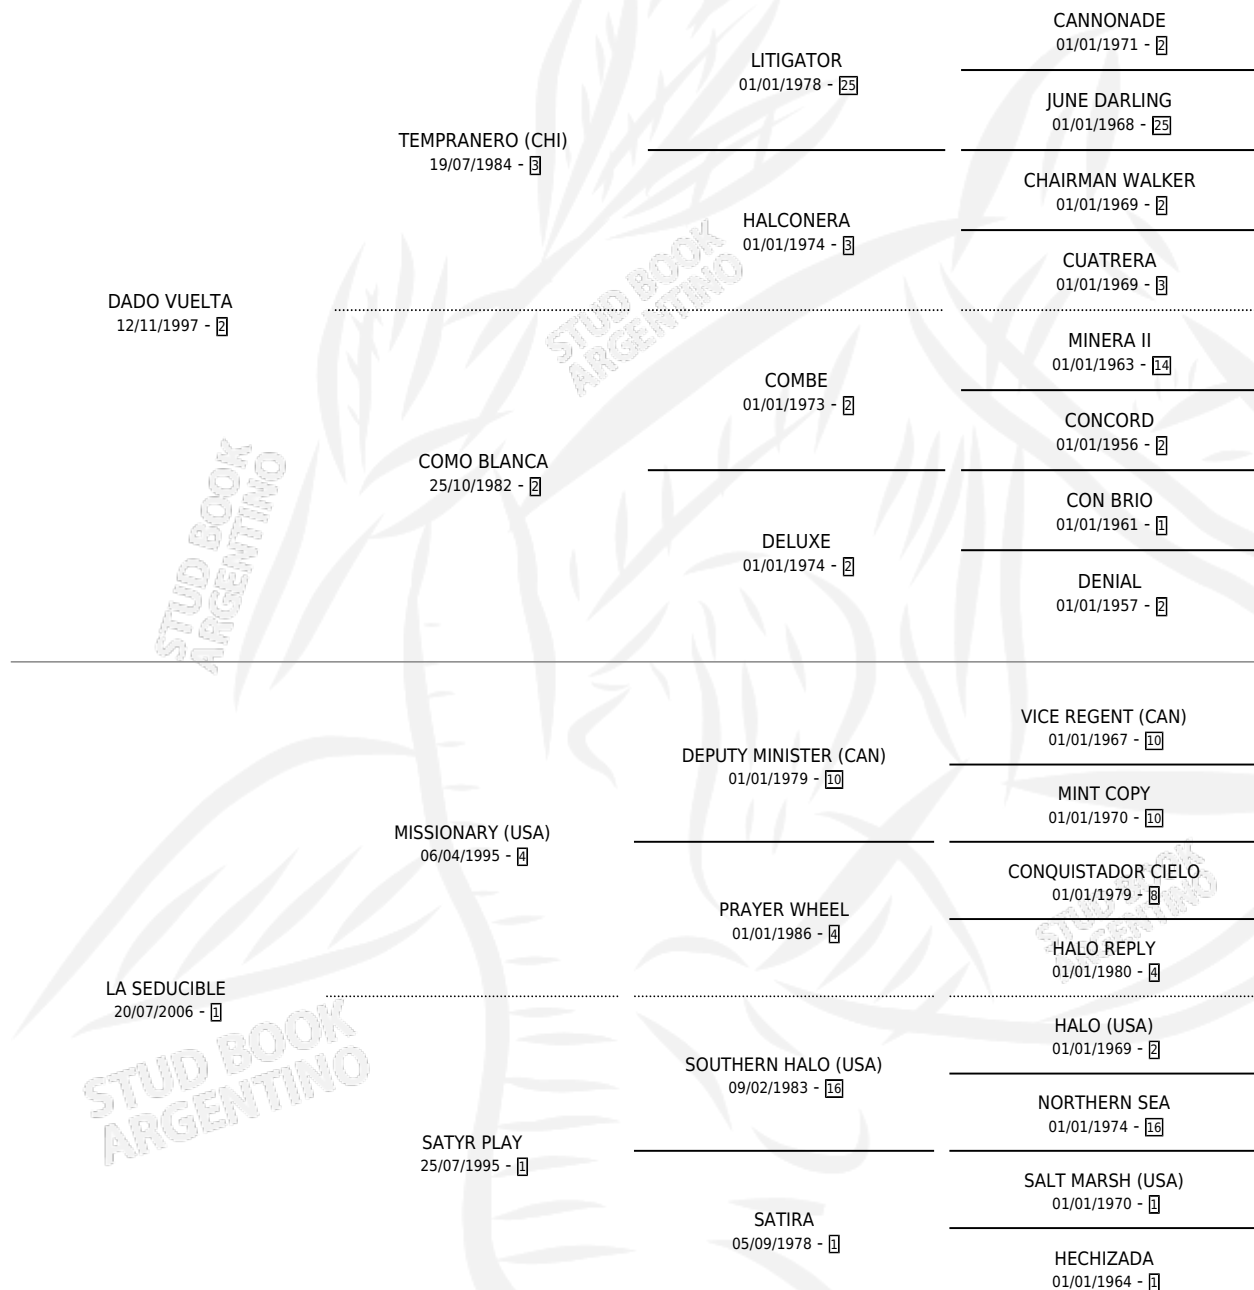 CANNONADE
01/01/1971 - 2
LITIGATOR
01/01/1978 - 25
JUNE DARLING
01/01/1968 - 25
TEMPRANERO (CHI)
19/07/1984 - 3
CHAIRMAN WALKER
01/01/1969 - 2
HALCONERA
01/01/1974 - 3
CUATRERA
01/01/1969 - 3
DADO VUELTA
12/11/1997 - 2
MINERA II
01/01/1963 - 14
COMBE
01/01/1973 - 2
CONCORD
01/01/1956 - 2
COMO BLANCA
25/10/1982 - 2
CON BRIO
01/01/1961 - 1
DELUXE
01/01/1974 - 2
DENIAL
01/01/1957 - 2
VICE REGENT (CAN)
01/01/1967 - 10
DEPUTY MINISTER (CAN)
01/01/1979 - 10
MINT COPY
01/01/1970 - 10
MISSIONARY (USA)
06/04/1995 - 4
CONQUISTADOR CIELO
01/01/1979 - 8
PRAYER WHEEL
01/01/1986 - 4
HALO REPLY
01/01/1980 - 4
LA SEDUCIBLE
20/07/2006 - 1
HALO (USA)
01/01/1969 - 2
SOUTHERN HALO (USA)
09/02/1983 - 16
NORTHERN SEA
01/01/1974 - 16
SATYR PLAY
25/07/1995 - 1
SALT MARSH (USA)
01/01/1970 - 1
SATIRA
05/09/1978 - 1
HECHIZADA
01/01/1964 - 1
STUD BOOK
ARGENTINO
STUD BOOK
ARGENTINO
STUD BOOK
ARGENTINO
STUD BOOK
ARGENTINO